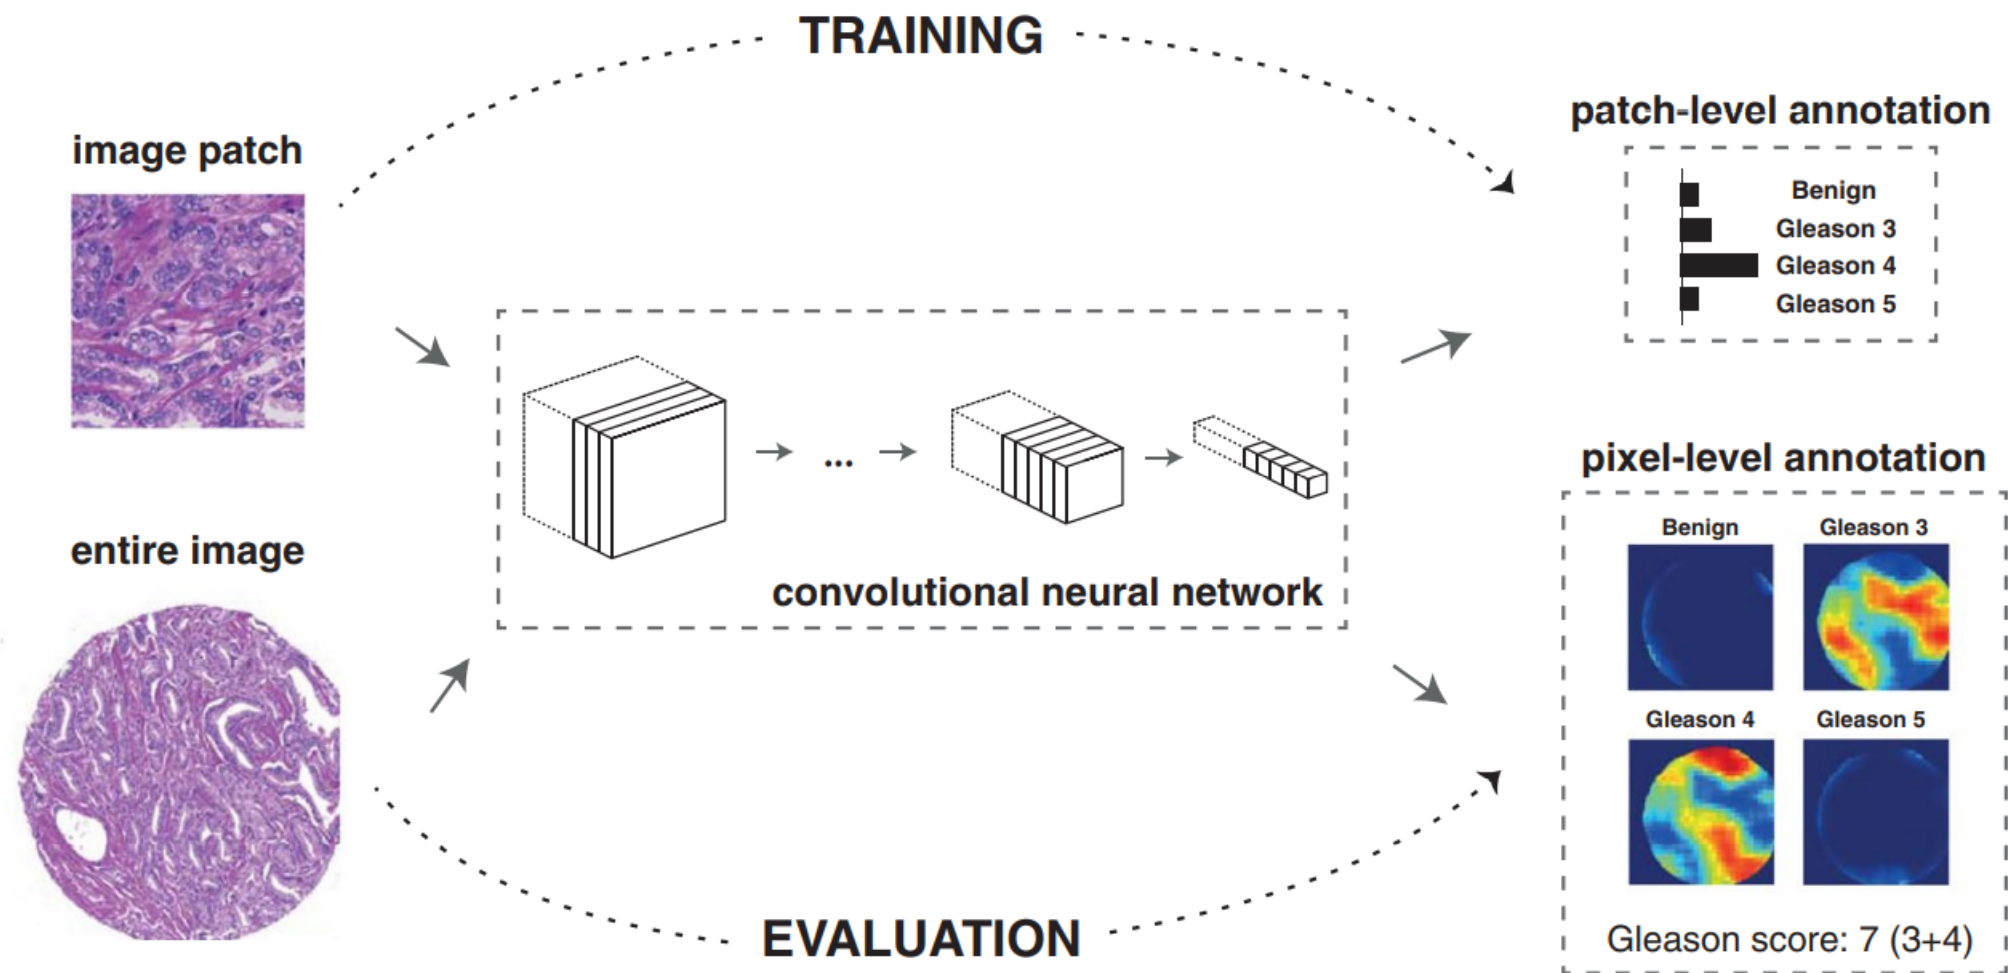 TRAINING
image patch
patch-level annotation
Benign
Gleason 3
Gleason 4
Gleason 5
...
convolutional neural network
entire image
pixel-level annotation
Benign
Gleason 3
Gleason 4
Gleason 5
Gleason score: 7 (3+4)
EVALUATION